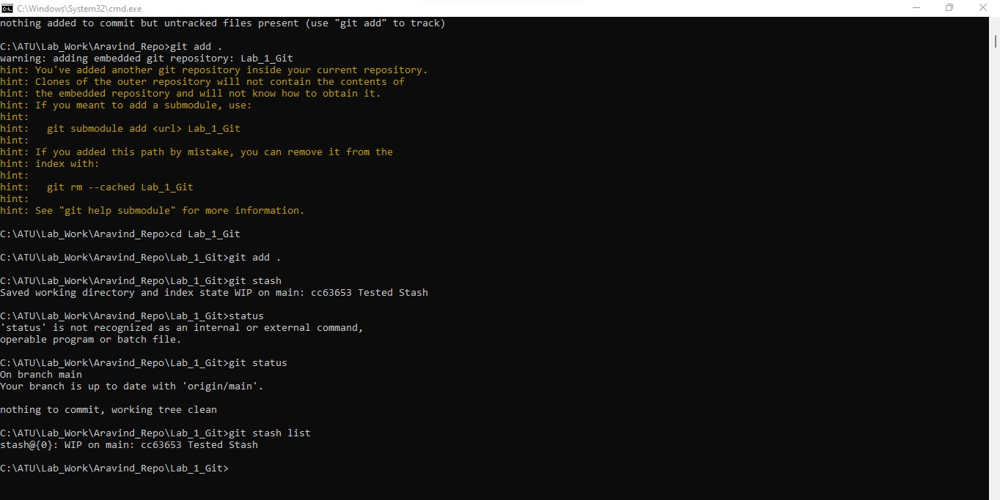 C:\Windows\System32\cmd.exe
nothing added to commit but untracked files present (use "git add" to track)
C:\ATU\Lab_Work\Aravind_Repo>git add .
warning: adding embedded git repository: Lab_1_Git
hint: You've added another git repository inside your current repository.
hint: Clones of the outer repository will not contain the contents of
hint: the embedded repository and will not know how to obtain it.
hint: If you meant to add a submodule, use:
hint:
hint:   git submodule add <url> Lab_1_Git
hint:
hint: If you added this path by mistake, you can remove it from the
hint: index with:
hint:
hint:   git rm --cached Lab_1_Git
hint:
hint: See "git help submodule" for more information.
C:\ATU\Lab_Work\Aravind_Repo>cd Lab_1_Git
C:\ATU\Lab_Work\Aravind_Repo\Lab_1_Git>git add .
C:\ATU\Lab_Work\Aravind_Repo\Lab_1_Git>git stash
Saved working directory and index state WIP on main: cc63653 Tested Stash
C:\ATU\Lab_Work\Aravind_Repo\Lab_1_Git>status
'status' is not recognized as an internal or external command,
operable program or batch file.
C:\ATU\Lab_Work\Aravind_Repo\Lab_1_Git>git status
On branch main
Your branch is up to date with 'origin/main'.
nothing to commit, working tree clean
C:\ATU\Lab_Work\Aravind_Repo\Lab_1_Git>git stash list
stash@{0}: WIP on main: cc63653 Tested Stash
C:\ATU\Lab_Work\Aravind_Repo\Lab_1_Git>